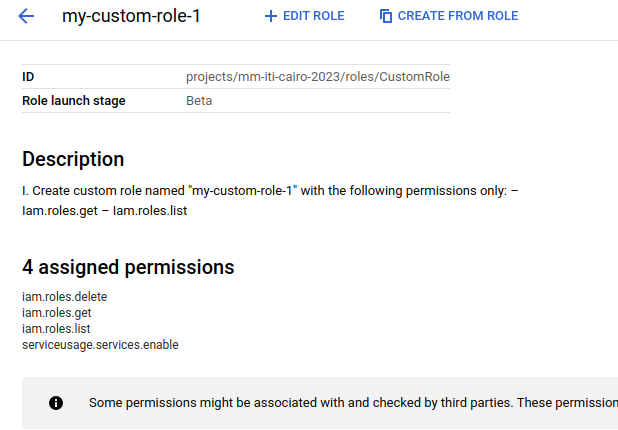 my-custom-role-1 EDIT ROLE CREATE FROM ROLE
ID projects/mm-iti-cairo-2023/roles/CustomRole
Role launch stage Beta
Description
I. Create custom role named "my-custom-role-1" with the following permissions only: –
Iam.roles.get – Iam.roles.list
4 assigned permissions
iam.roles.delete
iam.roles.get
iam.roles.list
serviceusage.services.enable
Some permissions might be associated with and checked by third parties. These permission